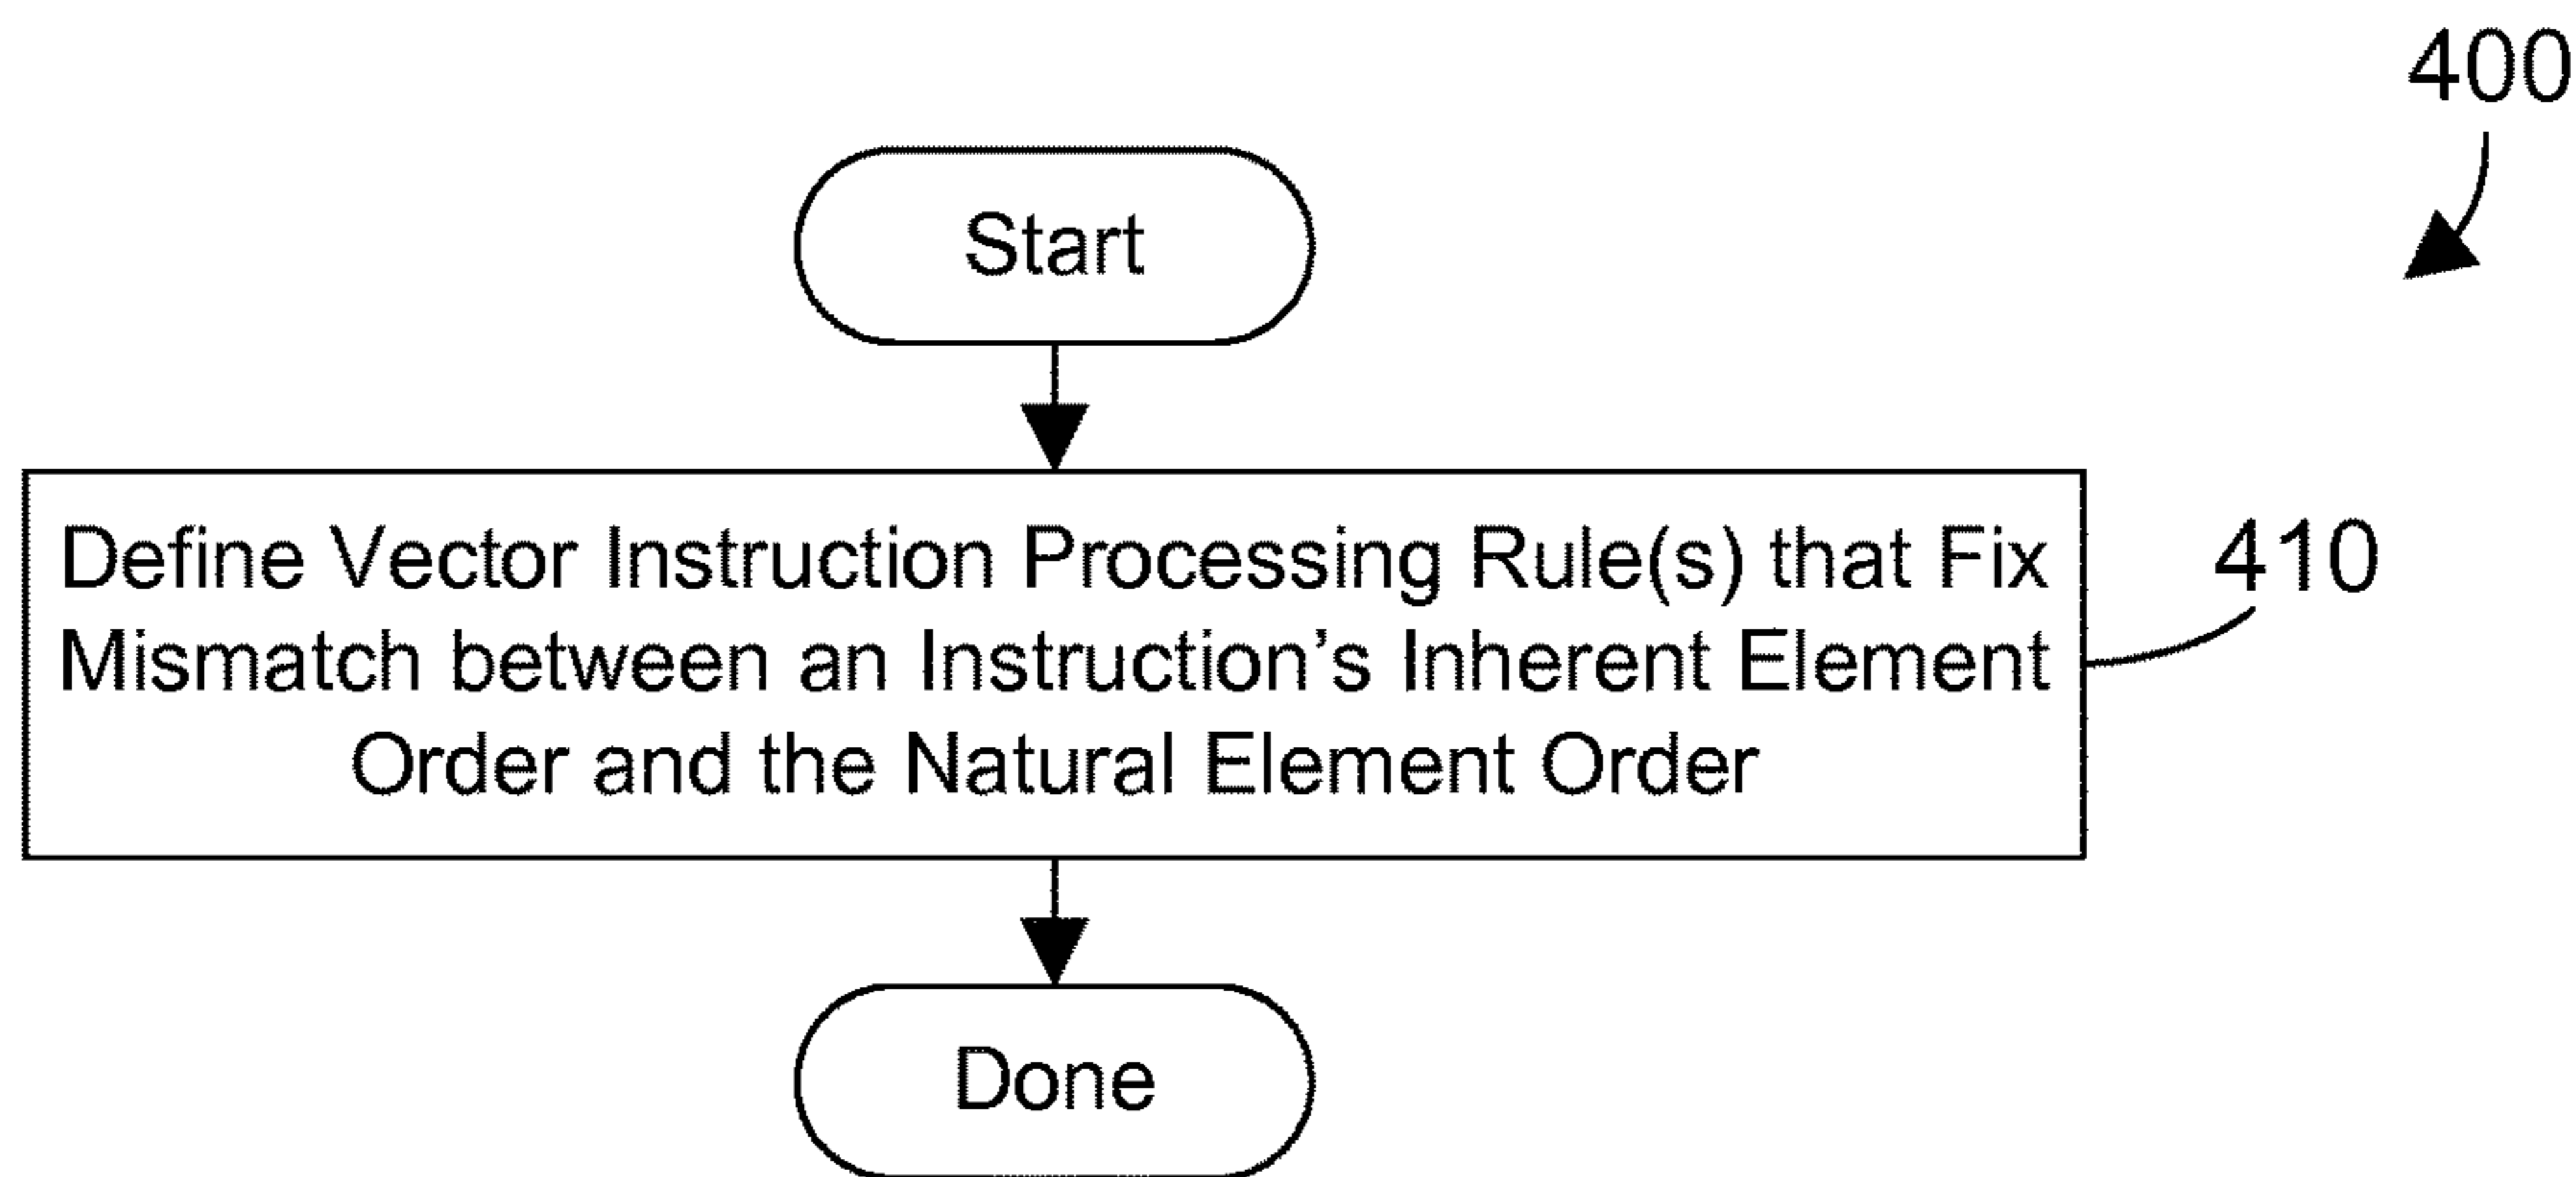 400
Start
Define Vector Instruction Processing Rule(s) that Fix
Mismatch between an Instruction's Inherent Element
Order and the Natural Element Order
410
Done